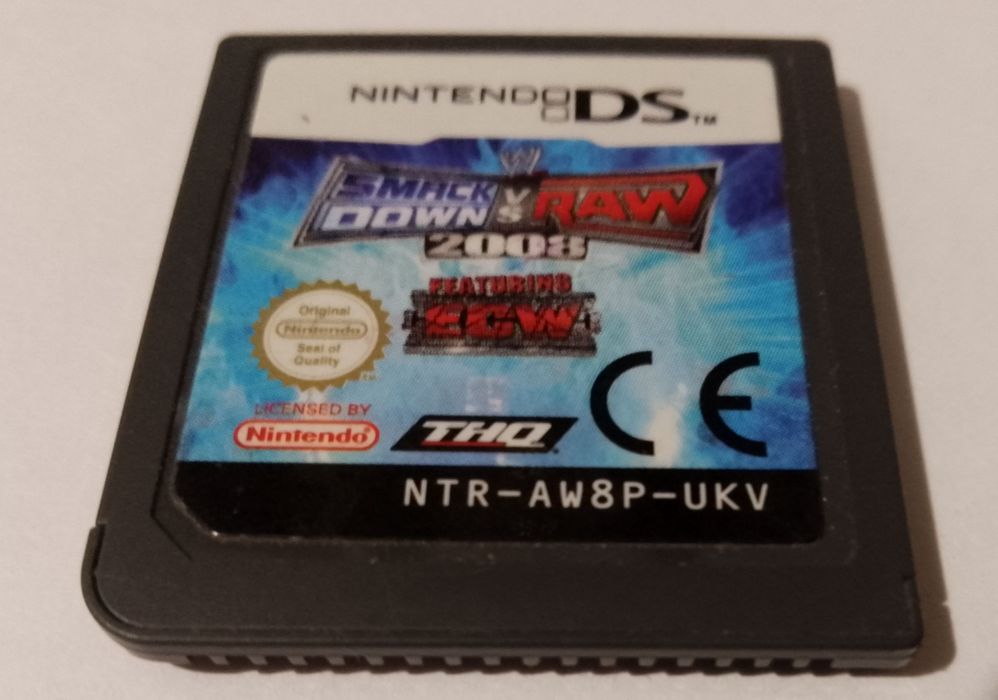 NINTENDO DS™
W
SMACK DOWN VS RAW
2008
FEATURING
ECW
Original
Nintendo
Seal of
Quality
TM
LICENSED BY
Nintendo®
THQ
CE
NTR-AW8P-UKV